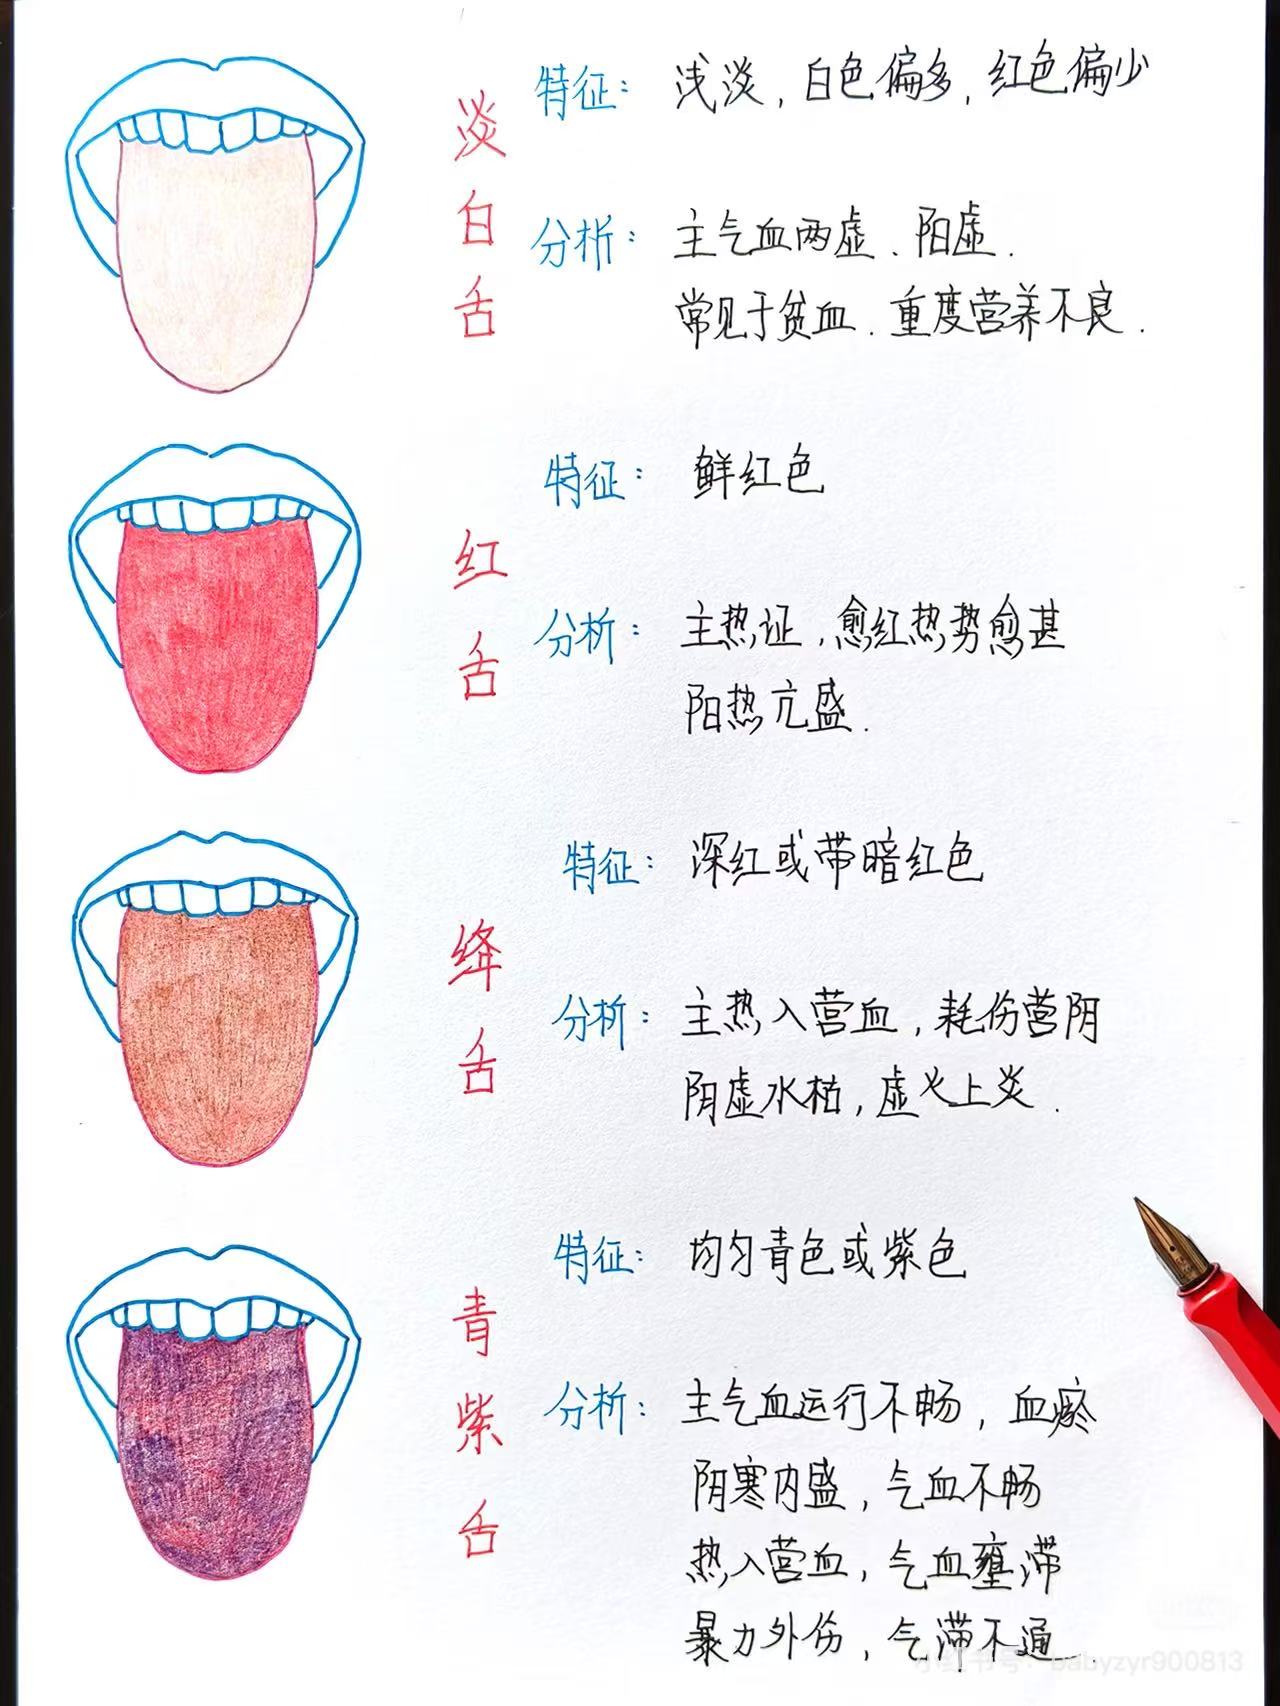 淡白舌
特征：浅淡，白色偏多，红色偏少
分析：主气血两虚、阳虚.
常见于贫血、重度营养不良.
红舌
特征：鲜红色
分析：主热证，愈红热势愈甚
阳热亢盛.
绛舌
特征：深红或带暗红色
分析：主热入营血，耗伤营阴
阴虚水枯，虚火上炎.
青紫舌
特征：均匀青色或紫色
分析：主气血运行不畅，血瘀
阴寒内盛，气血不畅
热入营血，气血壅滞
暴力外伤，气滞不通.
小红书号：babyzyr900813